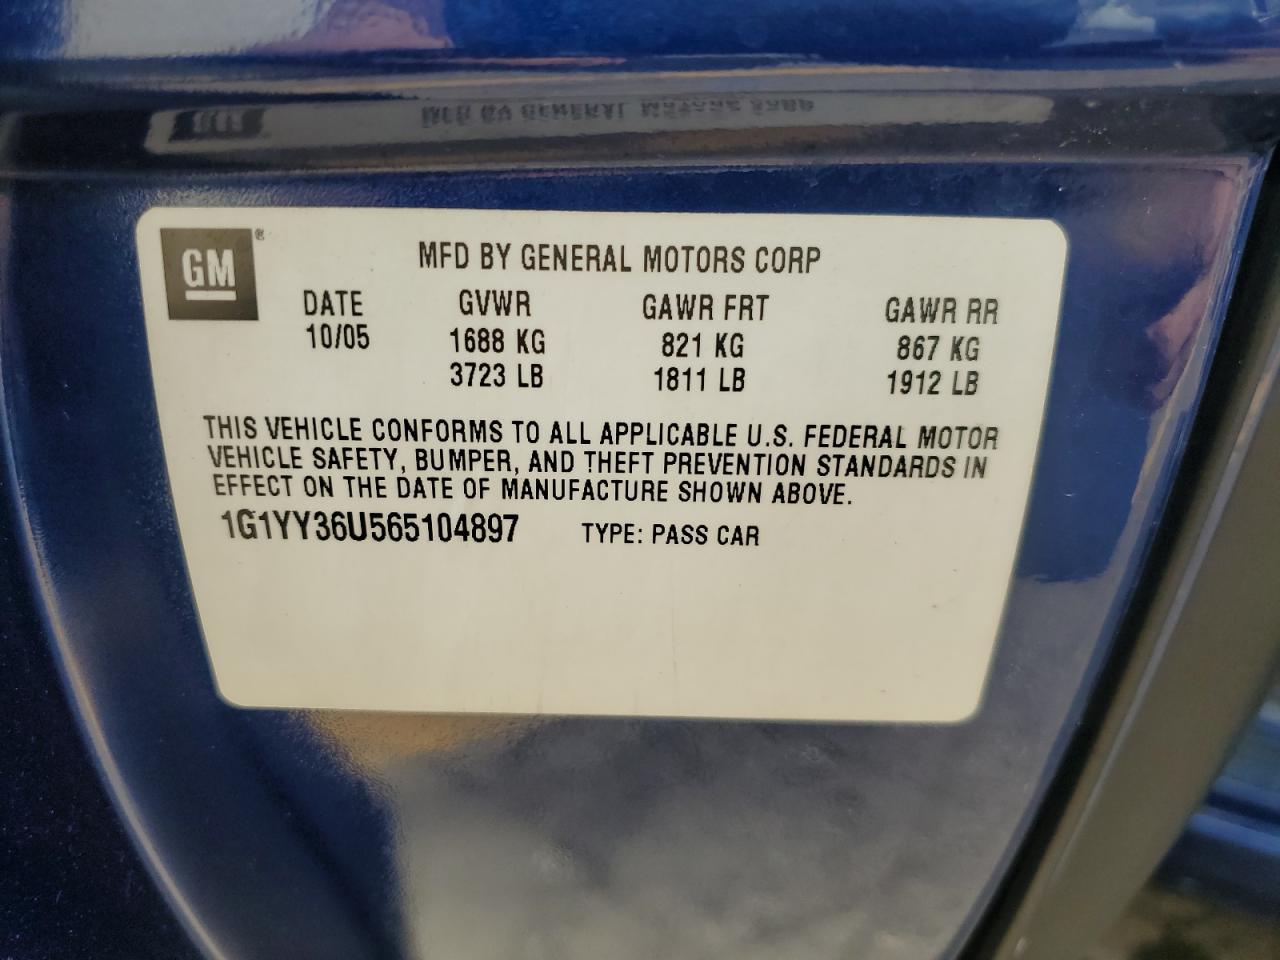 GM®
MFD BY GENERAL MOTORS CORP
DATE GVWR GAWR FRT GAWR RR
10/05 1688 KG 821 KG 867 KG
3723 LB 1811 LB 1912 LB
THIS VEHICLE CONFORMS TO ALL APPLICABLE U.S. FEDERAL MOTOR
VEHICLE SAFETY, BUMPER, AND THEFT PREVENTION STANDARDS IN
EFFECT ON THE DATE OF MANUFACTURE SHOWN ABOVE.
1G1YY36U565104897 TYPE: PASS CAR